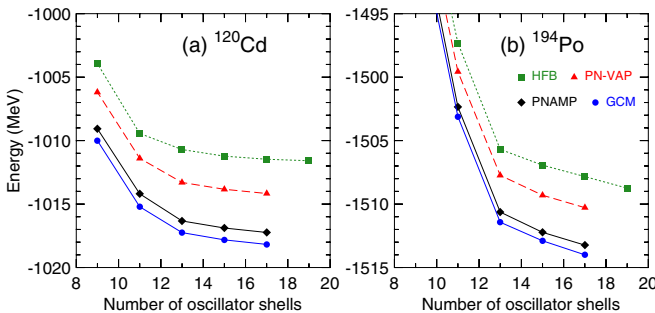 -1000
-1005
-1010
-1015
-1020
Energy (MeV)
(a) ¹²⁰Cd
8 10 12 14 16 18 20
Number of oscillator shells
-1495
-1500
-1505
-1510
-1515
(b) ¹⁹⁴Po
HFB PN-VAP
PNAMP GCM
8 10 12 14 16 18 20
Number of oscillator shells